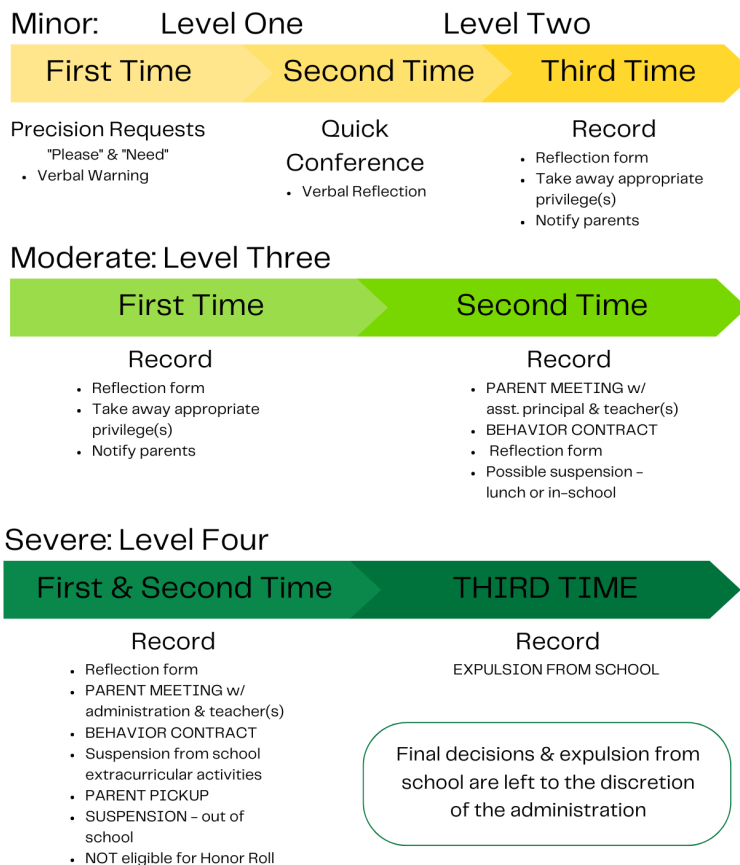 Minor: Level One Level Two
First Time Second Time Third Time
Precision Requests
"Please" & "Need"
• Verbal Warning
Quick
Conference
• Verbal Reflection
Record
• Reflection form
• Take away appropriate
privilege(s)
• Notify parents
Moderate: Level Three
First Time Second Time
Record
• Reflection form
• Take away appropriate
privilege(s)
• Notify parents
Record
• PARENT MEETING w/
asst. principal & teacher(s)
• BEHAVIOR CONTRACT
• Reflection form
• Possible suspension –
lunch or in-school
Severe: Level Four
First & Second Time THIRD TIME
Record
• Reflection form
• PARENT MEETING w/
administration & teacher(s)
• BEHAVIOR CONTRACT
• Suspension from school
extracurricular activities
• PARENT PICKUP
• SUSPENSION – out of
school
• NOT eligible for Honor Roll
Record
EXPULSION FROM SCHOOL
Final decisions & expulsion from
school are left to the discretion
of the administration